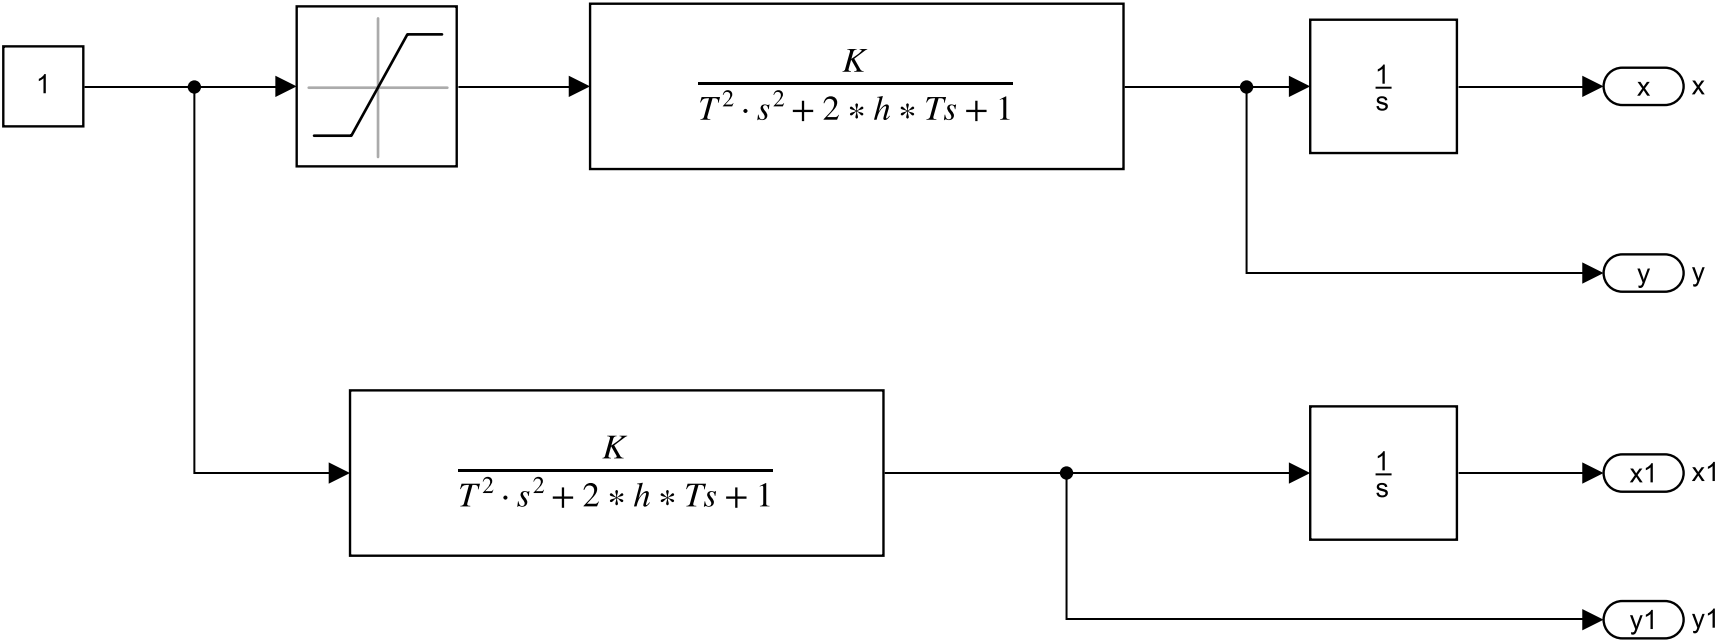 1
K
T² · s² + 2 * h * Ts + 1
1
s
x
x
y
y
K
T² · s² + 2 * h * Ts + 1
1
s
x1
x1
y1
y1